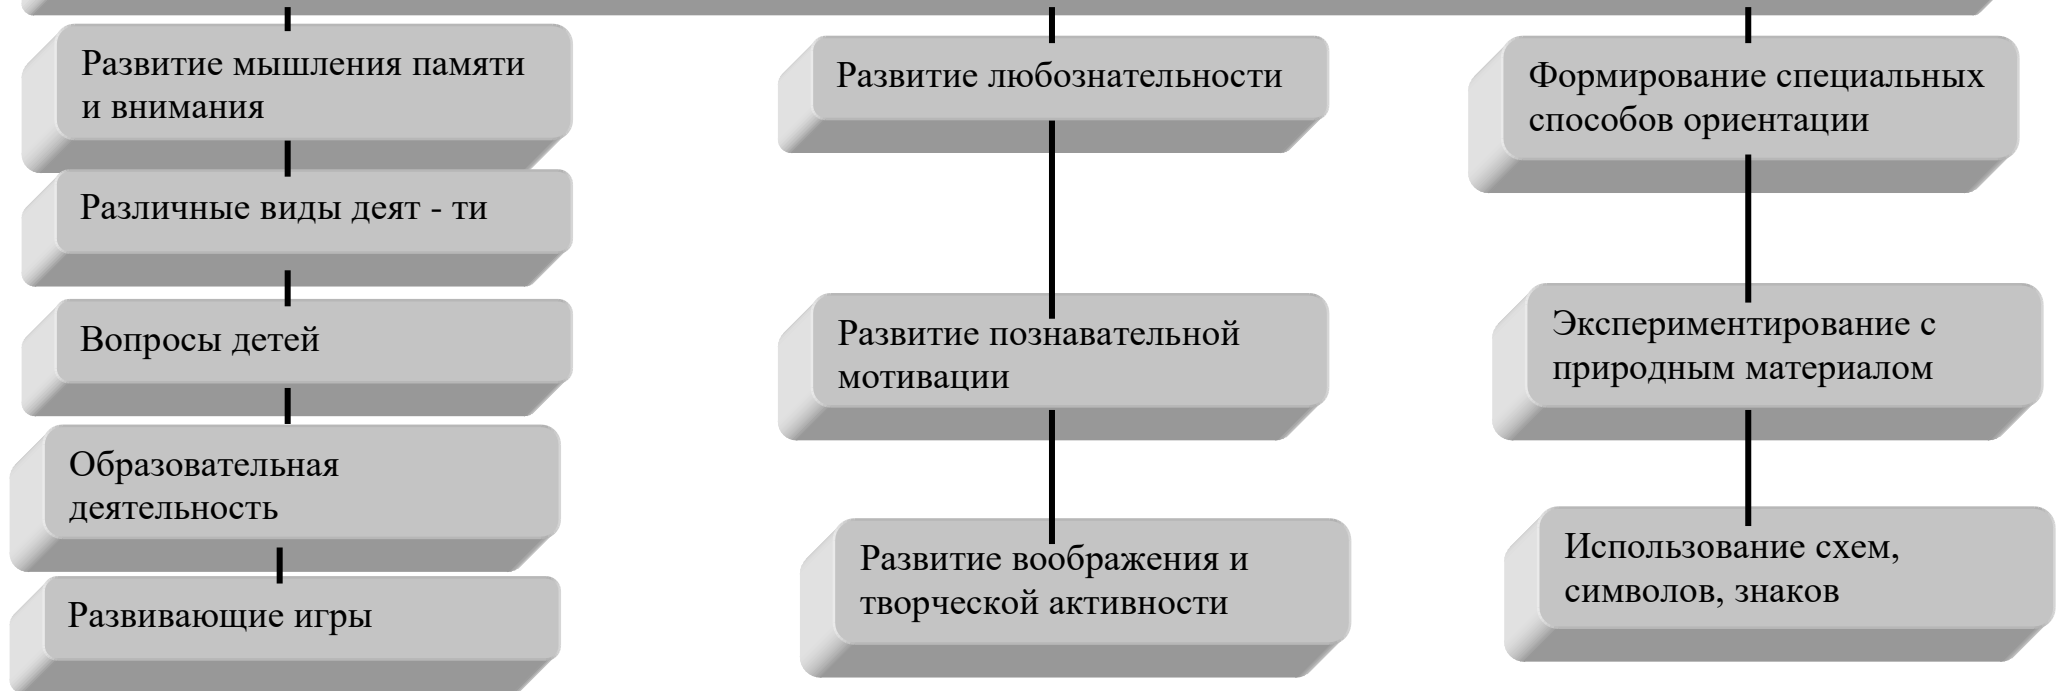 Развитие мышления памяти
и внимания
Различные виды деят - ти
Вопросы детей
Образовательная
деятельность
Развивающие игры
Развитие любознательности
Развитие познавательной
мотивации
Развитие воображения и
творческой активности
Формирование специальных
способов ориентации
Экспериментирование с
природным материалом
Использование схем,
символов, знаков